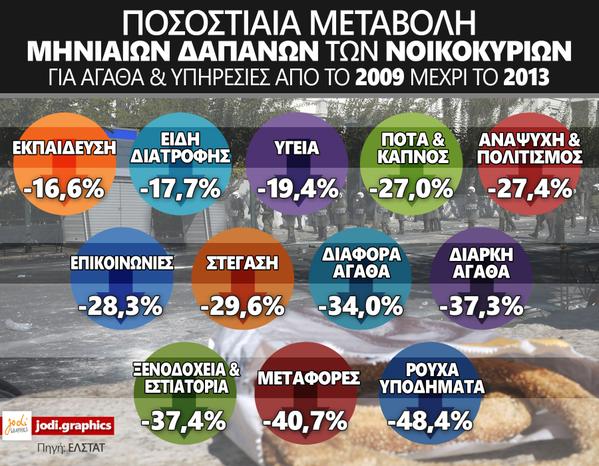 ΠΟΣΟΣΤΙΑΙΑ ΜΕΤΑΒΟΛΗ
ΜΗΝΙΑΙΩΝ ΔΑΠΑΝΩΝ ΤΩΝ ΝΟΙΚΟΚΥΡΙΩΝ
ΓΙΑ ΑΓΑΘΑ & ΥΠΗΡΕΣΙΕΣ ΑΠΟ ΤΟ 2009 ΜΕΧΡΙ ΤΟ 2013
ΕΚΠΑΙΔΕΥΣΗ
-16,6%
ΕΙΔΗ
ΔΙΑΤΡΟΦΗΣ
-17,7%
ΥΓΕΙΑ
-19,4%
ΠΟΤΑ &
ΚΑΠΝΟΣ
-27,0%
ΑΝΑΨΥΧΗ &
ΠΟΛΙΤΙΣΜΟΣ
-27,4%
ΕΠΙΚΟΙΝΩΝΙΕΣ
-28,3%
ΣΤΕΓΑΣΗ
-29,6%
ΔΙΑΦΟΡΑ
ΑΓΑΘΑ
-34,0%
ΔΙΑΡΚΗ
ΑΓΑΘΑ
-37,3%
ΞΕΝΟΔΟΧΕΙΑ &
ΕΣΤΙΑΤΟΡΙΑ
-37,4%
ΜΕΤΑΦΟΡΕΣ
-40,7%
ΡΟΥΧΑ
ΥΠΟΔΗΜΑΤΑ
-48,4%
jodi
GRAPHICS
jodi.graphics
Πηγή: ΕΛΣΤΑΤ